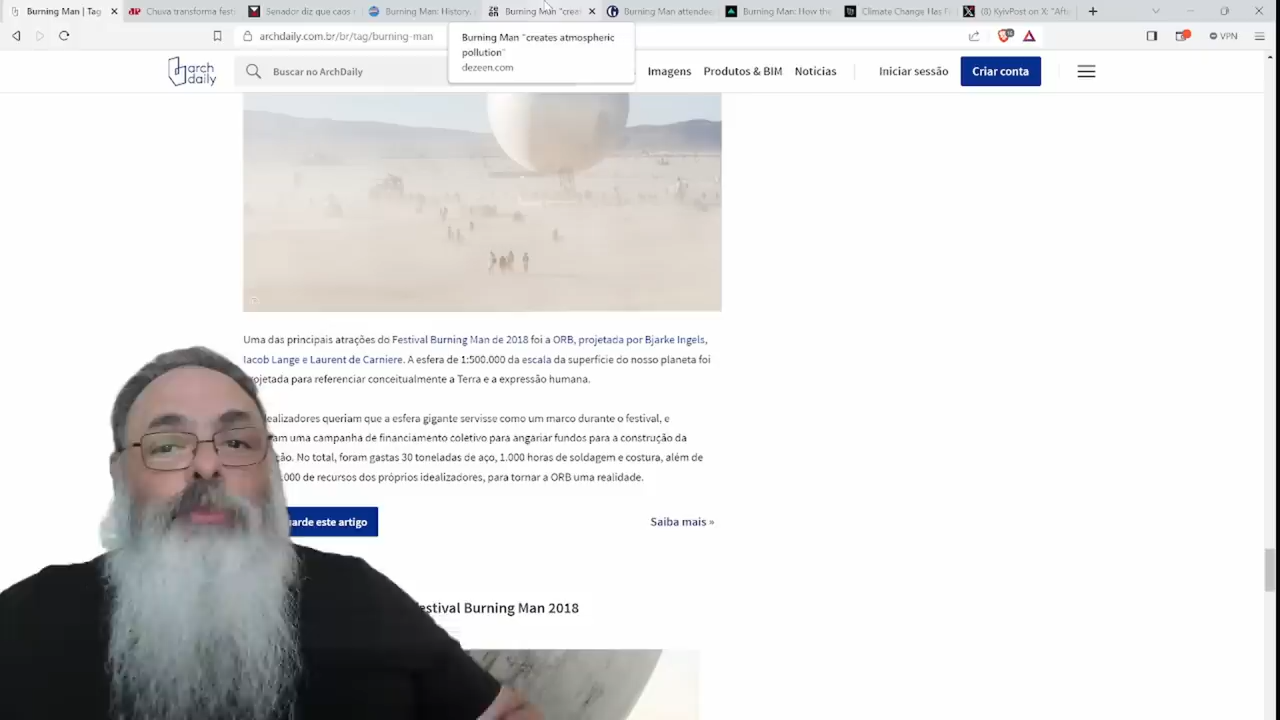 Burning Man | Tag
Chuva transforma fest
Senador diz que caos
Burning Man: History,
Burning Man "crea
Burning Man attendee
Burning Man: How the
Climate Change Has
(8) KyivPost on X: "Aft
archdaily.com.br/br/tag/burning-man
VPN
Burning Man "creates atmospheric
pollution"
dezeen.com
arch
daily
Buscar no ArchDaily
Imagens
Produtos & BIM
Notícias
Iniciar sessão
Criar conta
Uma das principais atrações do Festival Burning Man de 2018 foi a ORB, projetada por Bjarke Ingels,
Iacob Lange e Laurent de Carniere. A esfera de 1:500.000 da escala da superfície do nosso planeta foi
rojetada para referenciar conceitualmente a Terra e a expressão humana.
dealizadores queriam que a esfera gigante servisse como um marco durante o festival, e
am uma campanha de financiamento coletivo para angariar fundos para a construção da
ção. No total, foram gastas 30 toneladas de aço, 1.000 horas de soldagem e costura, além de
.000 de recursos dos próprios idealizadores, para tornar a ORB uma realidade.
arde este artigo
Saiba mais »
estival Burning Man 2018